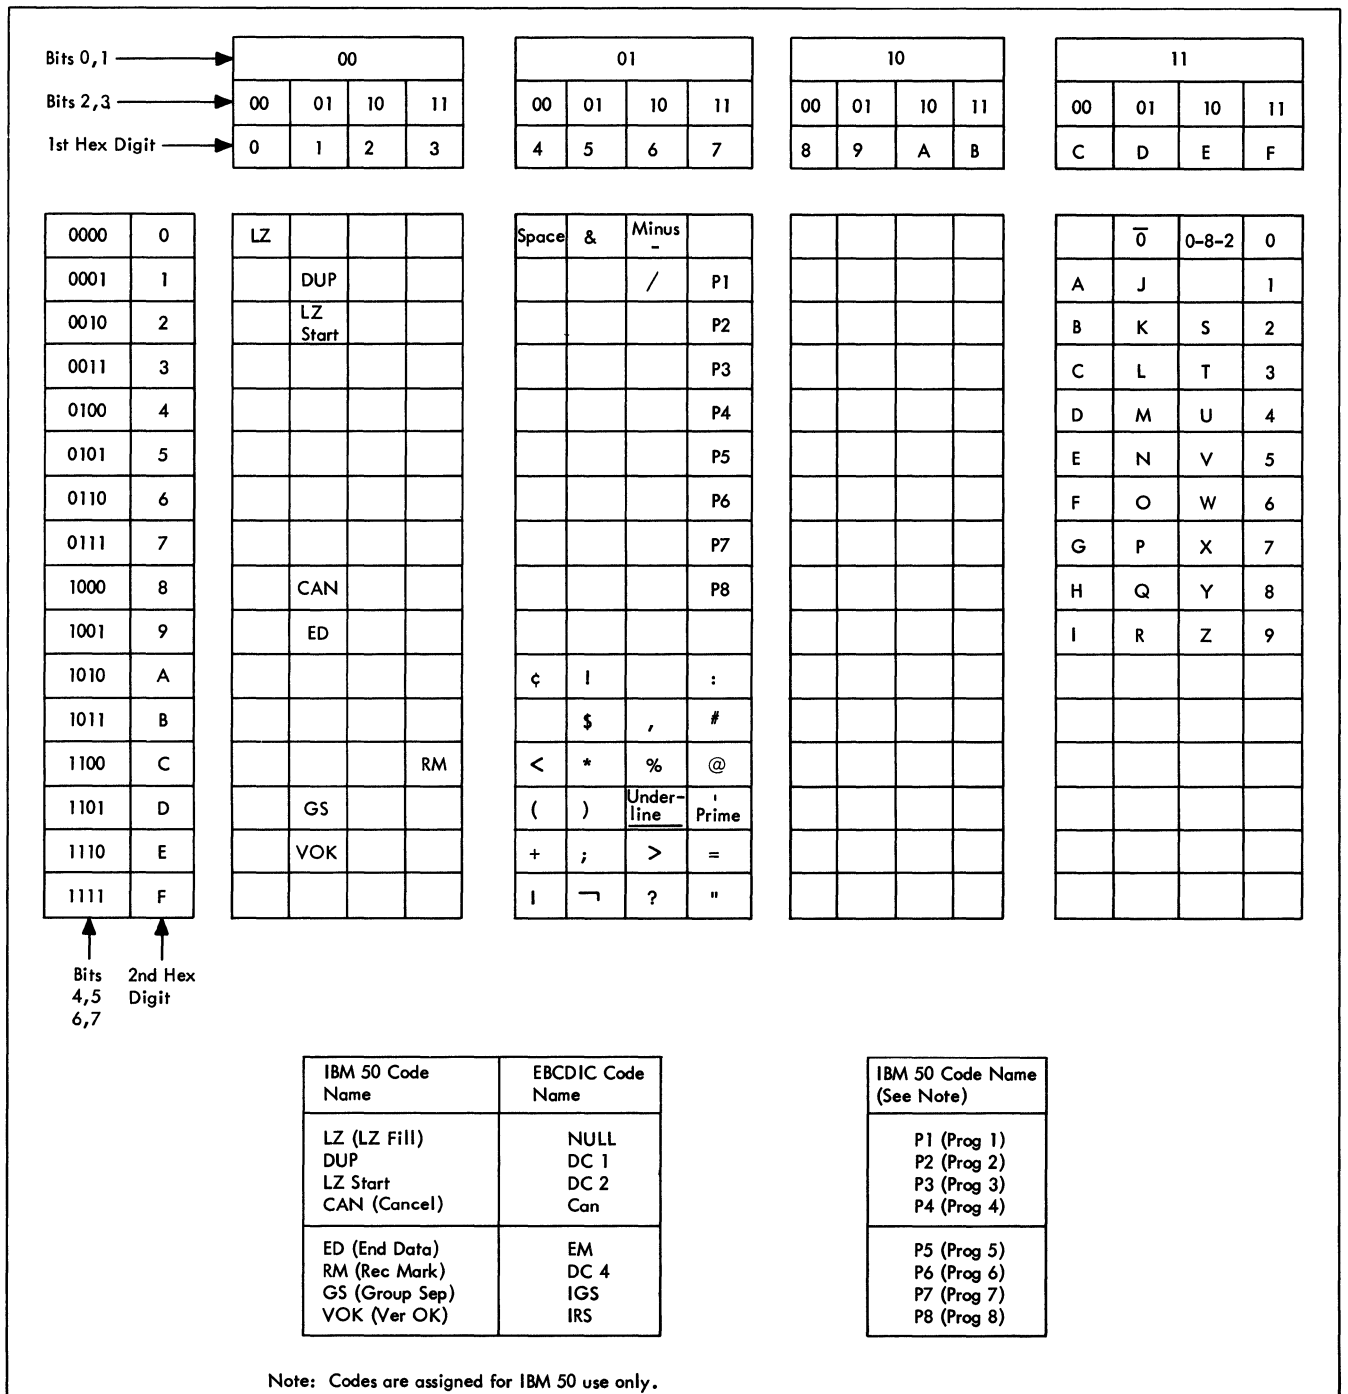 Bits 0,1 00 01 10 11
Bits 2,3 00 01 10 11 00 01 10 11 00 01 10 11 00 01 10 11
1st Hex Digit 0 1 2 3 4 5 6 7 8 9 A B C D E F
0000 0 LZ Space & Minus - 0̅ 0-8-2 0
0001 1 DUP / P1 A J 1
0010 2 LZ Start P2 B K S 2
0011 3 P3 C L T 3
0100 4 P4 D M U 4
0101 5 P5 E N V 5
0110 6 P6 F O W 6
0111 7 P7 G P X 7
1000 8 CAN P8 H Q Y 8
1001 9 ED I R Z 9
1010 A ¢ ! :
1011 B $ , #
1100 C RM < * % @
1101 D GS ( ) Under-line ' Prime
1110 E VOK + ; > =
1111 F | ¬ ? "
Bits 2nd Hex
4,5 Digit
6,7
IBM 50 Code EBCDIC Code
Name Name
LZ (LZ Fill) NULL
DUP DC 1
LZ Start DC 2
CAN (Cancel) Can
ED (End Data) EM
RM (Rec Mark) DC 4
GS (Group Sep) IGS
VOK (Ver OK) IRS
IBM 50 Code Name
(See Note)
P1 (Prog 1)
P2 (Prog 2)
P3 (Prog 3)
P4 (Prog 4)
P5 (Prog 5)
P6 (Prog 6)
P7 (Prog 7)
P8 (Prog 8)
Note: Codes are assigned for IBM 50 use only.